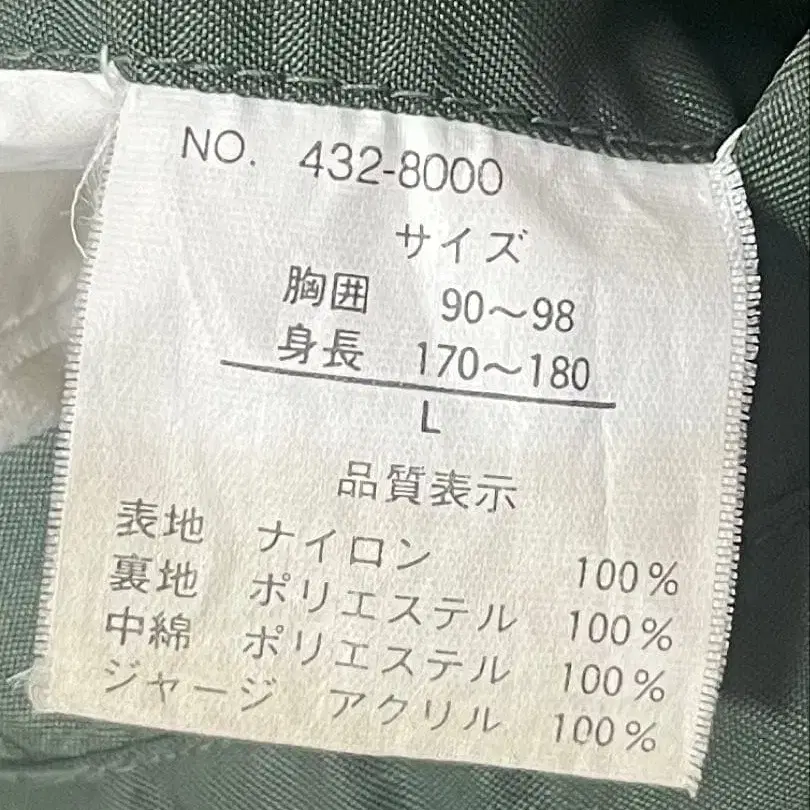 NO. 432-8000
サイズ
胸囲 90～98
身長 170～180
L
品質表示
表地 ナイロン 100%
裏地 ポリエステル 100%
中綿 ポリエステル 100%
ジャージ アクリル 100%